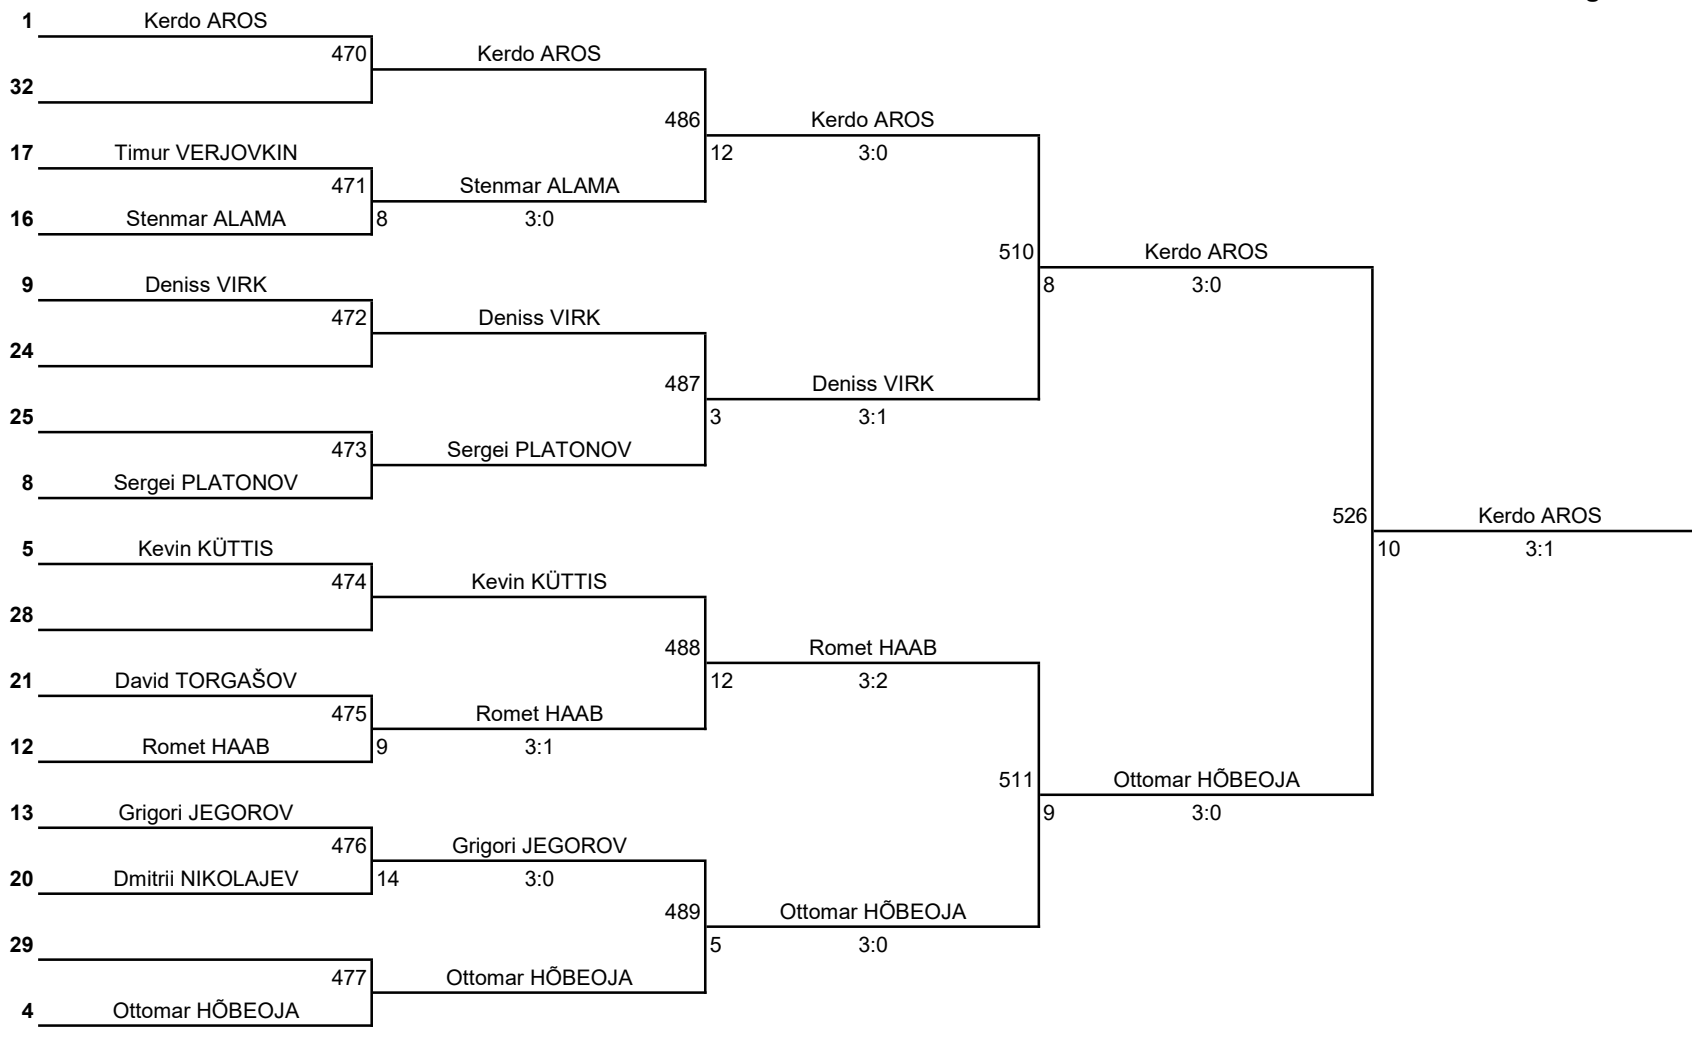 1 Kerdo AROS
470 Kerdo AROS
32
486 Kerdo AROS
17 Timur VERJOVKIN 12 3:0
471 Stenmar ALAMA
16 Stenmar ALAMA 8 3:0
510 Kerdo AROS
9 Deniss VIRK 8 3:0
472 Deniss VIRK
24
487 Deniss VIRK
25 3 3:1
473 Sergei PLATONOV
8 Sergei PLATONOV
526 Kerdo AROS
5 Kevin KÜTTIS 10 3:1
474 Kevin KÜTTIS
28
488 Romet HAAB
21 David TORGAŠOV 12 3:2
475 Romet HAAB
12 Romet HAAB 9 3:1
511 Ottomar HÕBEOJA
13 Grigori JEGOROV 9 3:0
476 Grigori JEGOROV
20 Dmitrii NIKOLAJEV 14 3:0
489 Ottomar HÕBEOJA
29 5 3:0
477 Ottomar HÕBEOJA
4 Ottomar HÕBEOJA